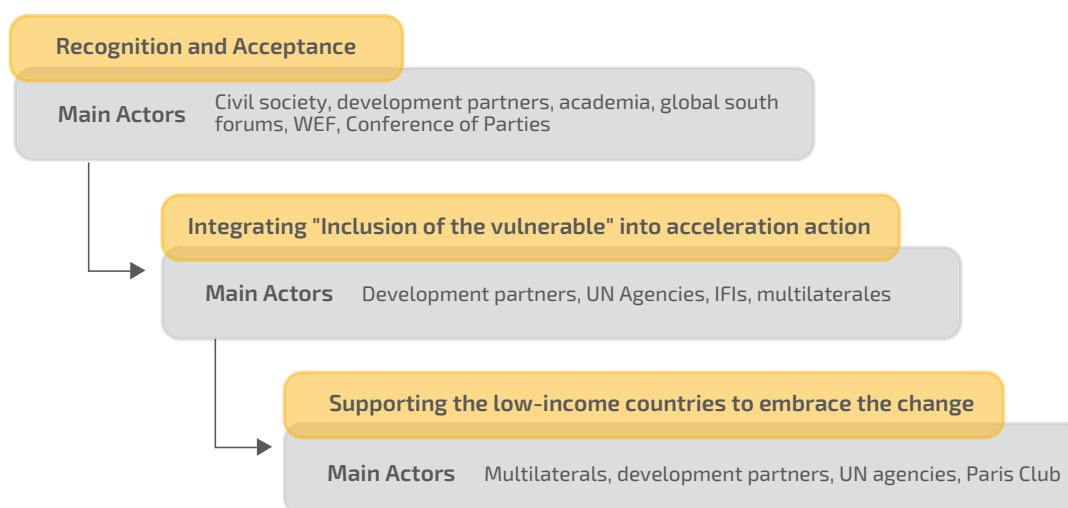 Recognition and Acceptance
Main Actors
Civil society, development partners, academia, global south
forums, WEF, Conference of Parties
Integrating "Inclusion of the vulnerable" into acceleration action
Main Actors
Development partners, UN Agencies, IFIs, multilaterales
Supporting the low-income countries to embrace the change
Main Actors
Multilaterals, development partners, UN agencies, Paris Club